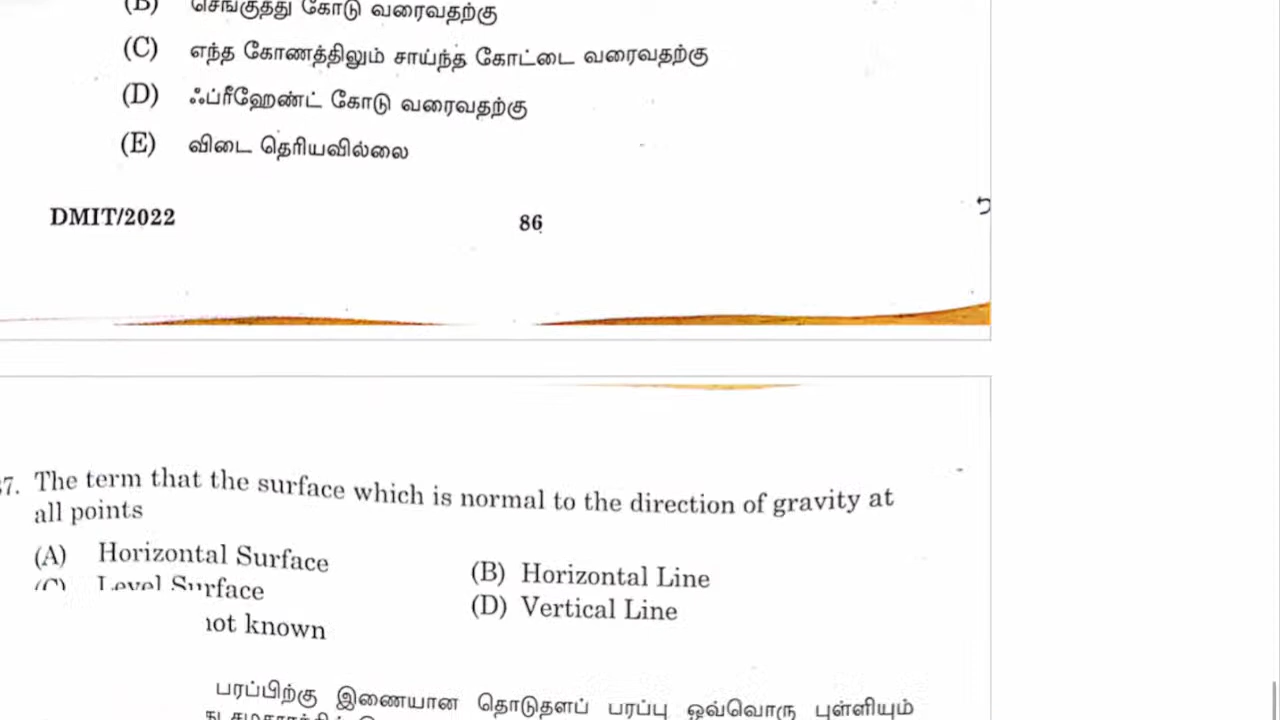 (B) செங்குத்து கோடு வரைவதற்கு
(C) எந்த கோணத்திலும் சாய்ந்த கோட்டை வரைவதற்கு
(D) ஃப்ரீஹேண்ட் கோடு வரைவதற்கு
(E) விடை தெரியவில்லை
DMIT/2022 86
7. The term that the surface which is normal to the direction of gravity at
all points
(A) Horizontal Surface (B) Horizontal Line
(C) Level Surface (D) Vertical Line
not known
பரப்பிற்கு இணையான தொடுதளப் பரப்பு ஒவ்வொரு புள்ளியும்